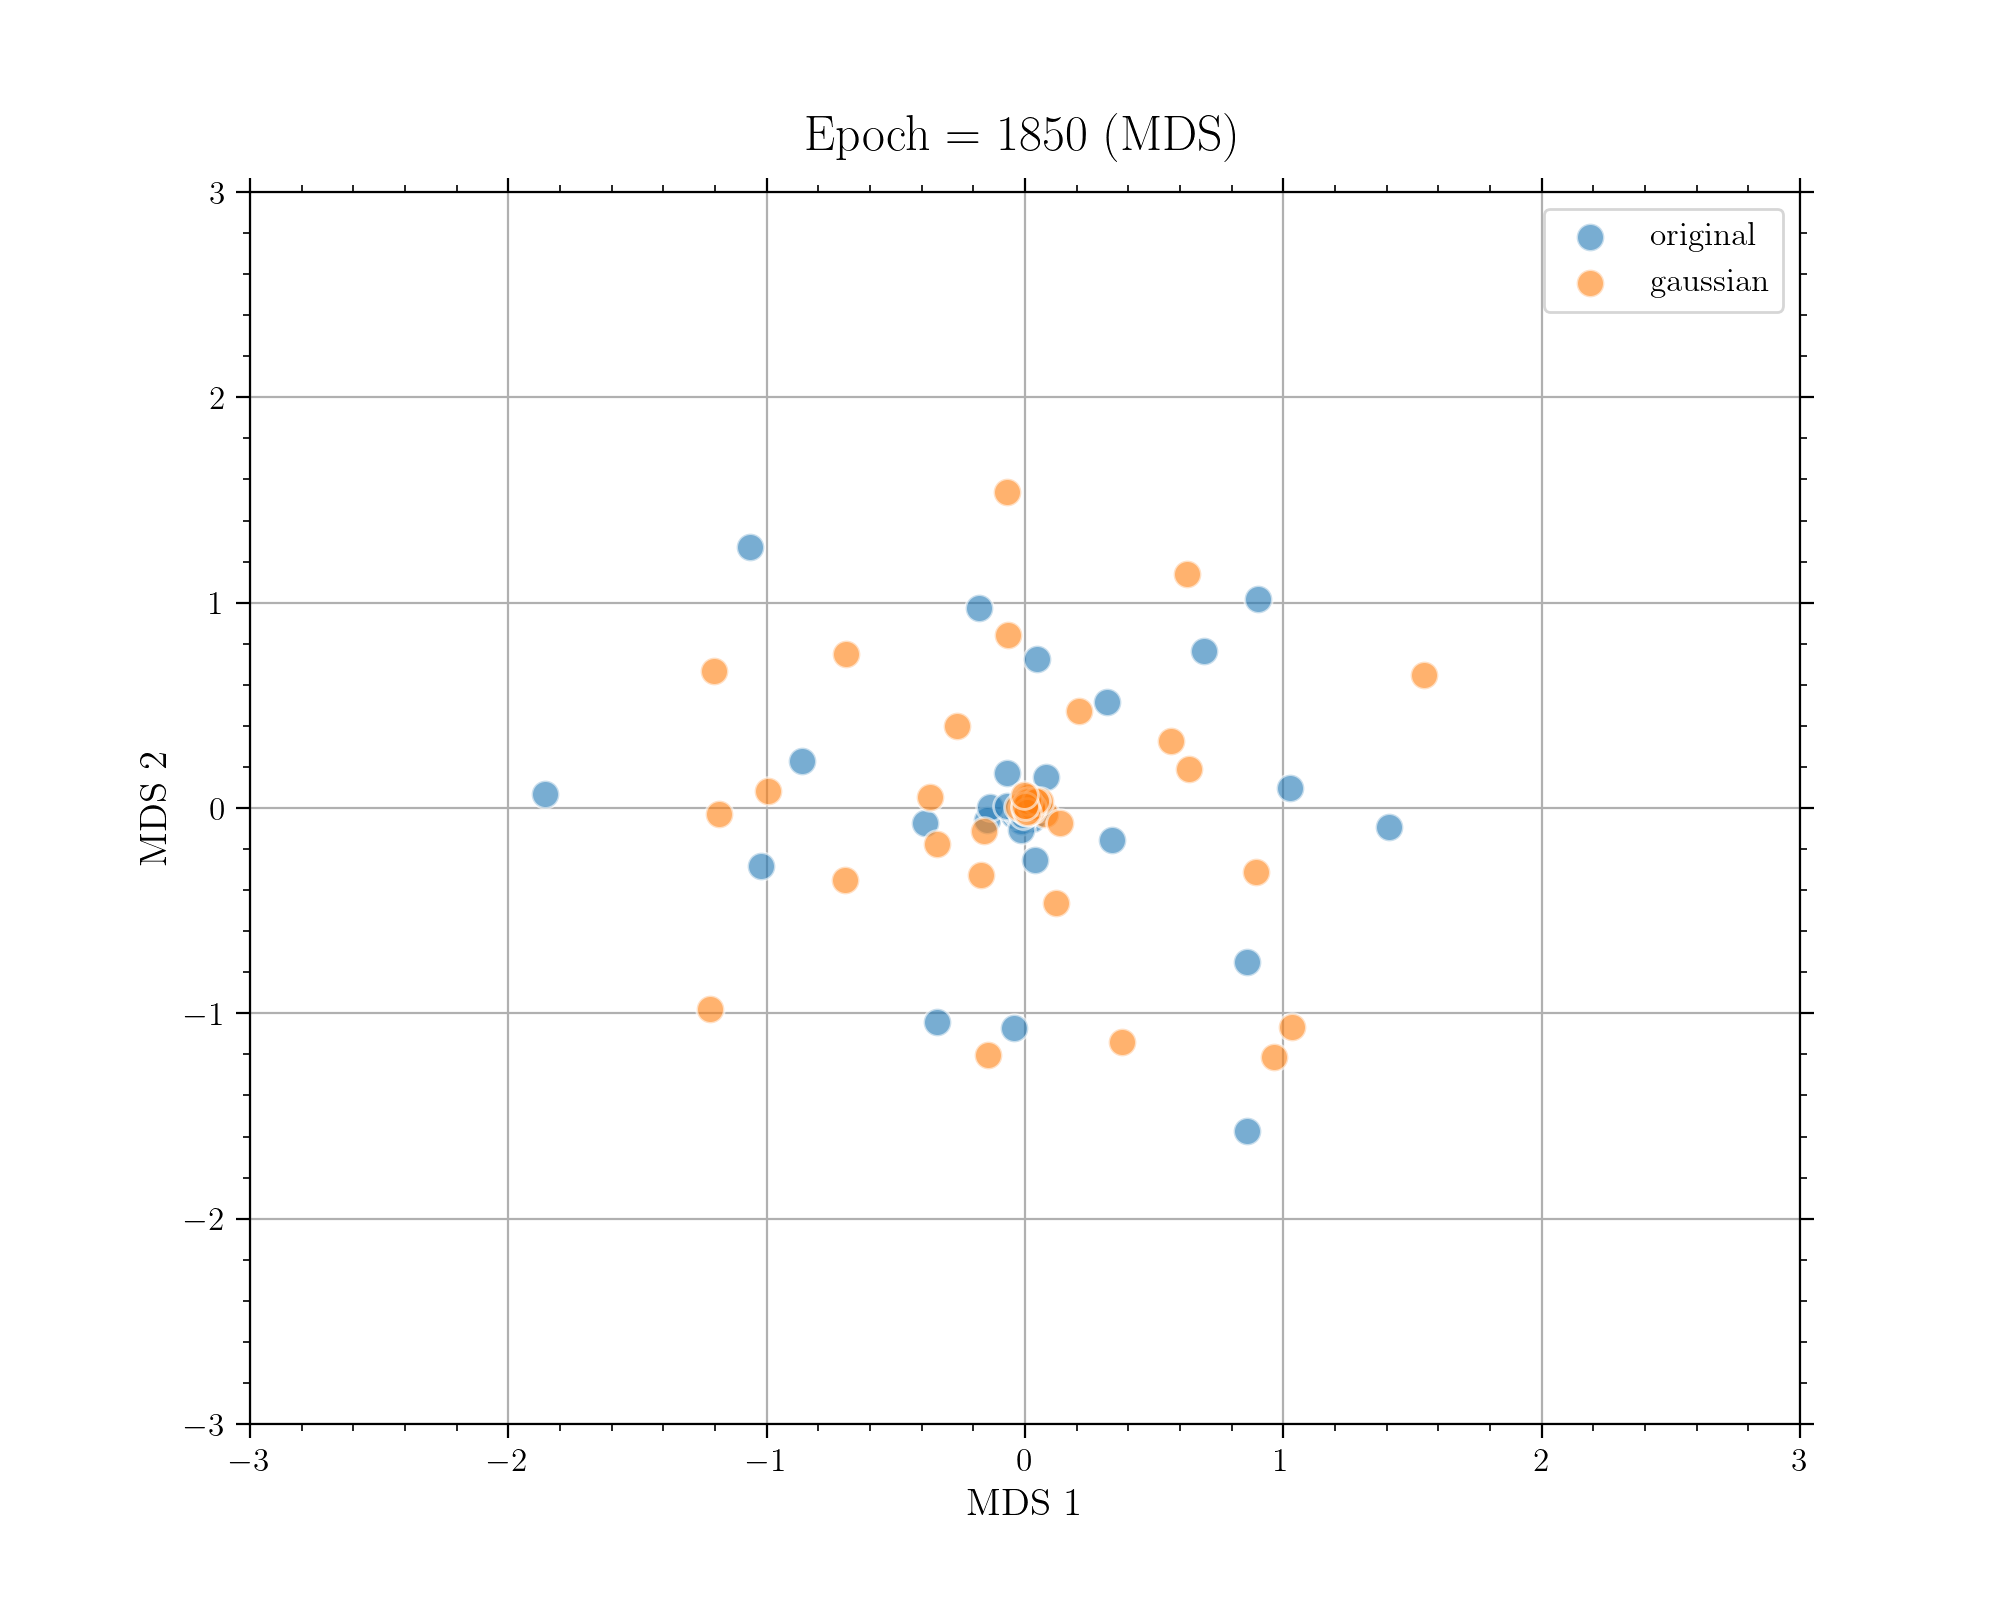 Epoch = 1850 (MDS)
original
gaussian
3
2
1
0
−1
−2
−3
MDS 2
−3 −2 −1 0 1 2 3
MDS 1